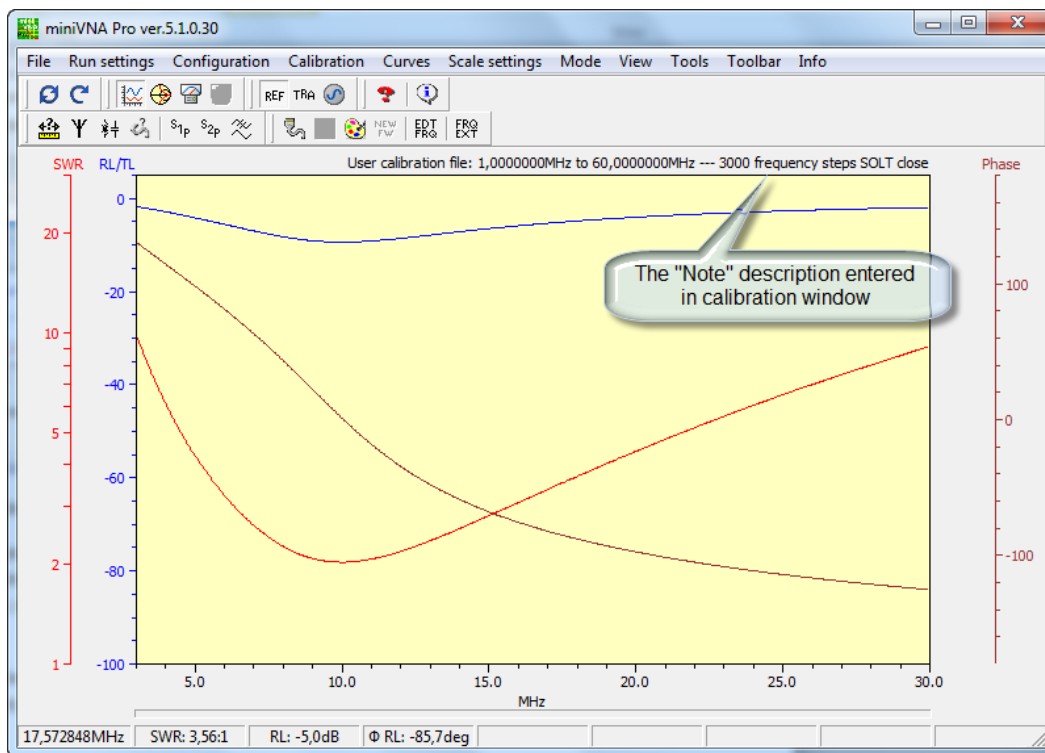 miniVNA Pro ver.5.1.0.30
File Run settings Configuration Calibration Curves Scale settings Mode View Tools Toolbar Info
REF TRA
S1p S2p NEW FW EDT FRQ FRQ EXT
SWR RL/TL User calibration file: 1,0000000MHz to 60,0000000MHz --- 3000 frequency steps SOLT close Phase
0
20
The "Note" description entered
in calibration window
100
-20
10
-40
0
5
-60
-100
2
-80
1 -100
5.0 10.0 15.0 20.0 25.0 30.0
MHz
17,572848MHz SWR: 3,56:1 RL: -5,0dB Φ RL: -85,7deg